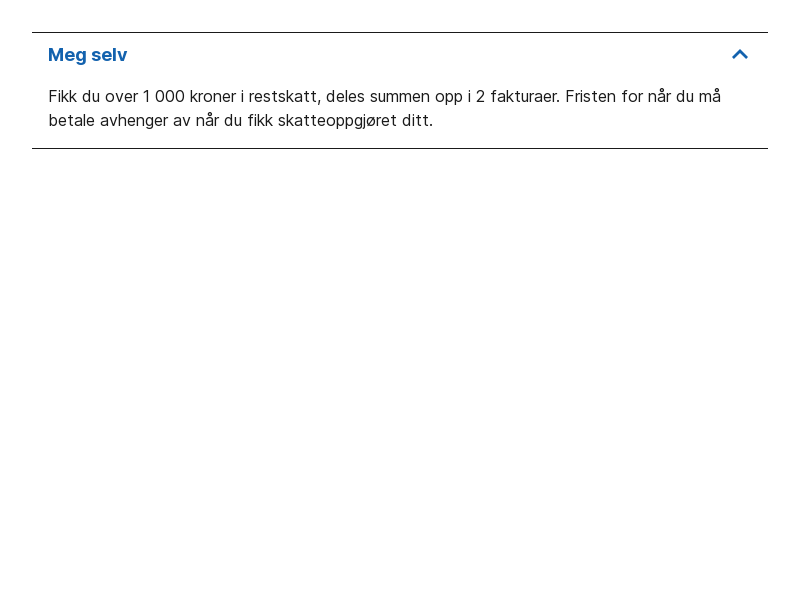 Meg selv
Fikk du over 1 000 kroner i restskatt, deles summen opp i 2 fakturaer. Fristen for når du må
betale avhenger av når du fikk skatteoppgjøret ditt.